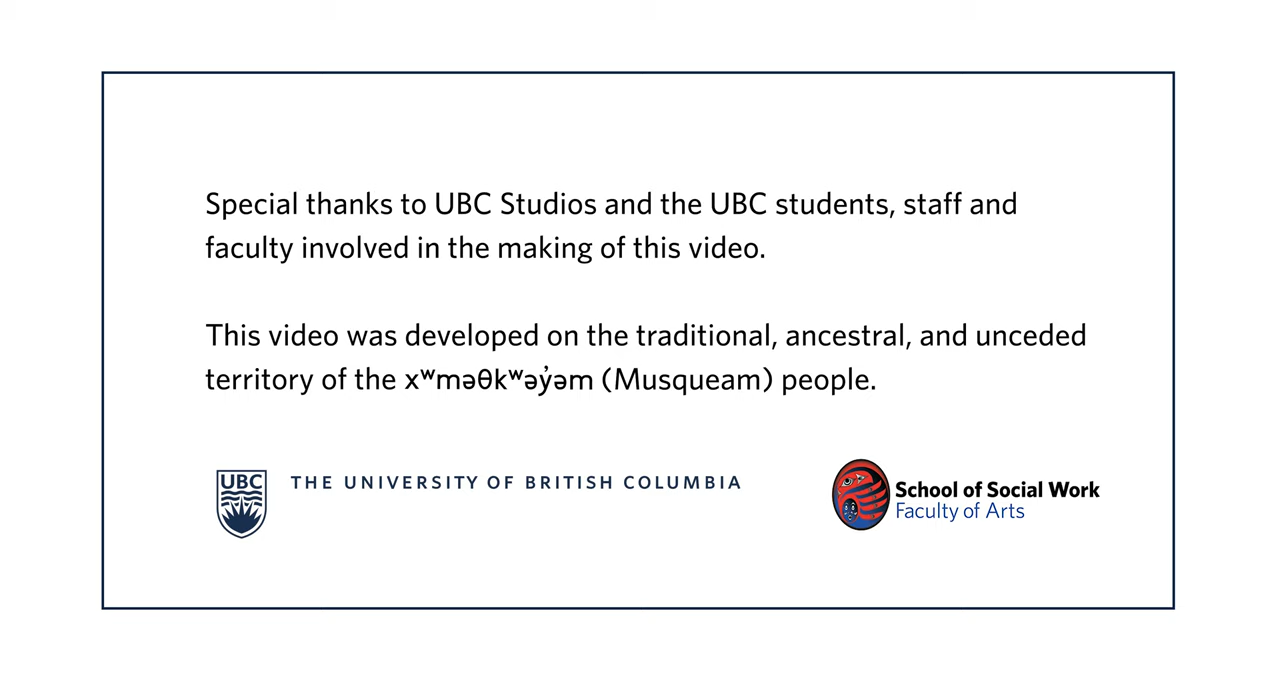 Special thanks to UBC Studios and the UBC students, staff and
faculty involved in the making of this video.
This video was developed on the traditional, ancestral, and unceded
territory of the xʷməθkʷəy̓əm (Musqueam) people.
UBC
THE UNIVERSITY OF BRITISH COLUMBIA
School of Social Work
Faculty of Arts